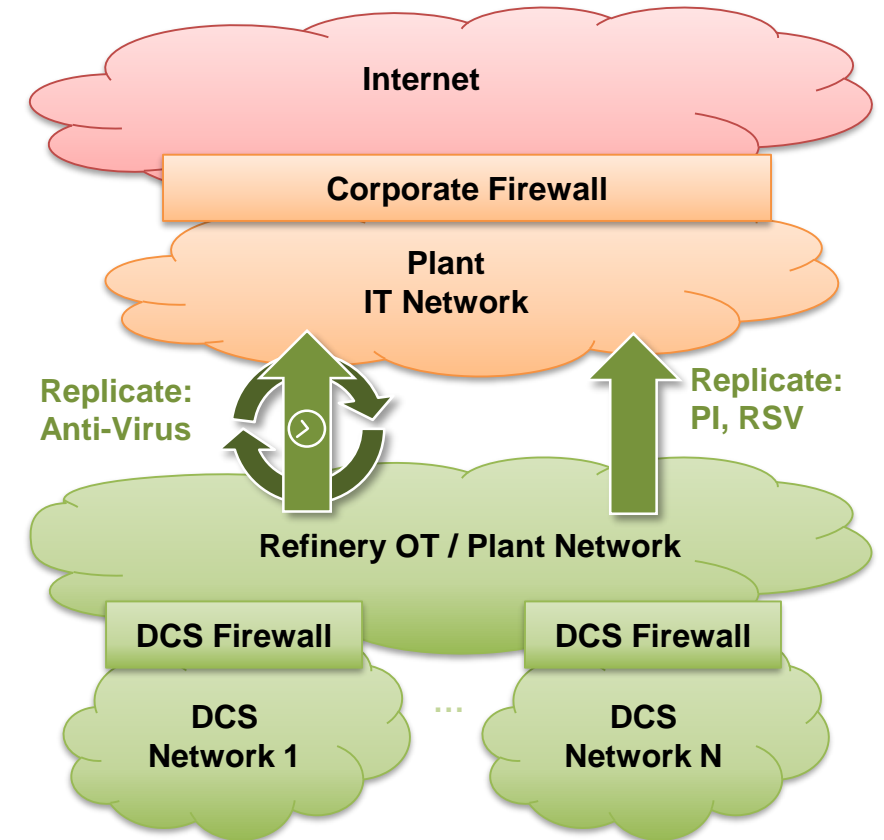 Internet
Corporate Firewall
Plant
IT Network
Replicate:
Anti-Virus
Replicate:
PI, RSV
Refinery OT / Plant Network
DCS Firewall
DCS Firewall
DCS
Network 1
...
DCS
Network N